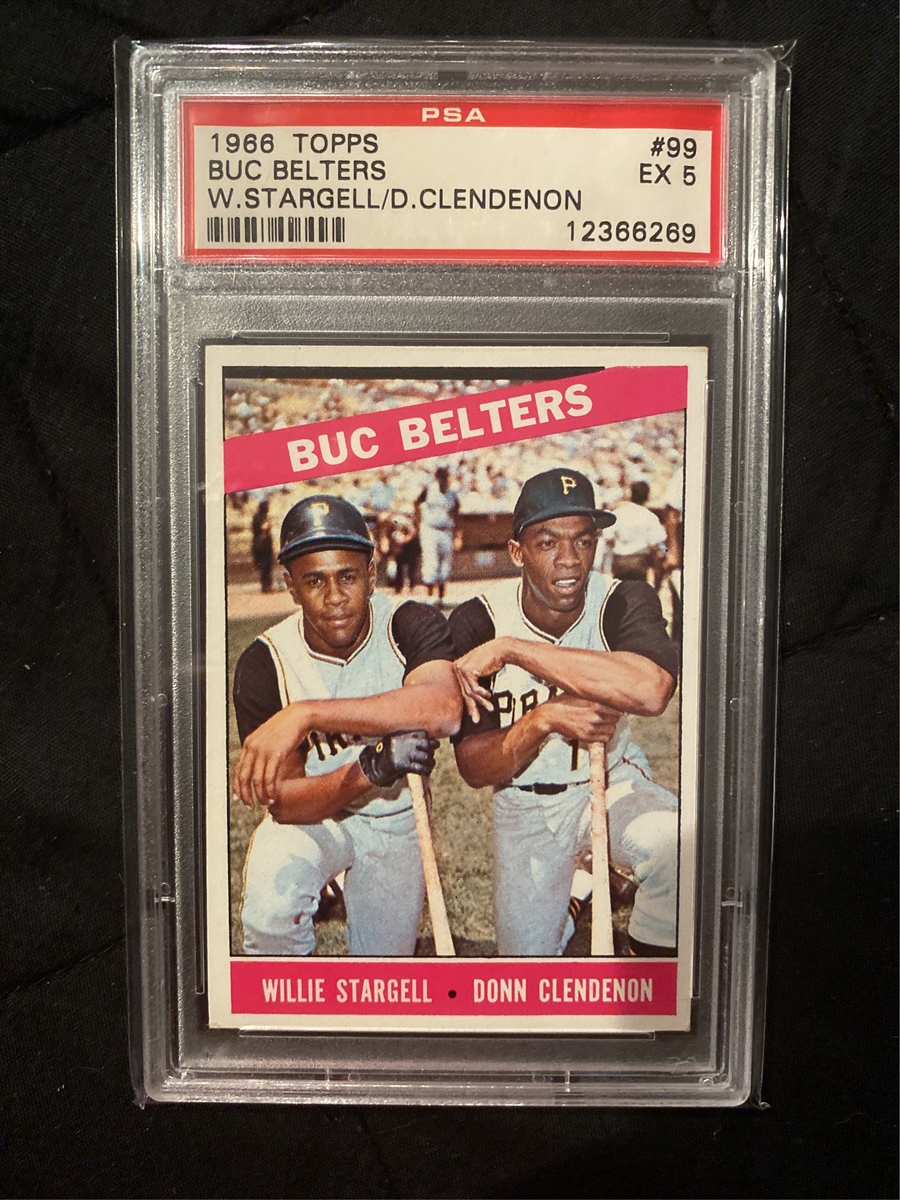 PSA
1966 TOPPS #99
BUC BELTERS EX 5
W.STARGELL/D.CLENDENON
12366269
BUC BELTERS
P
P
WILLIE STARGELL • DONN CLENDENON